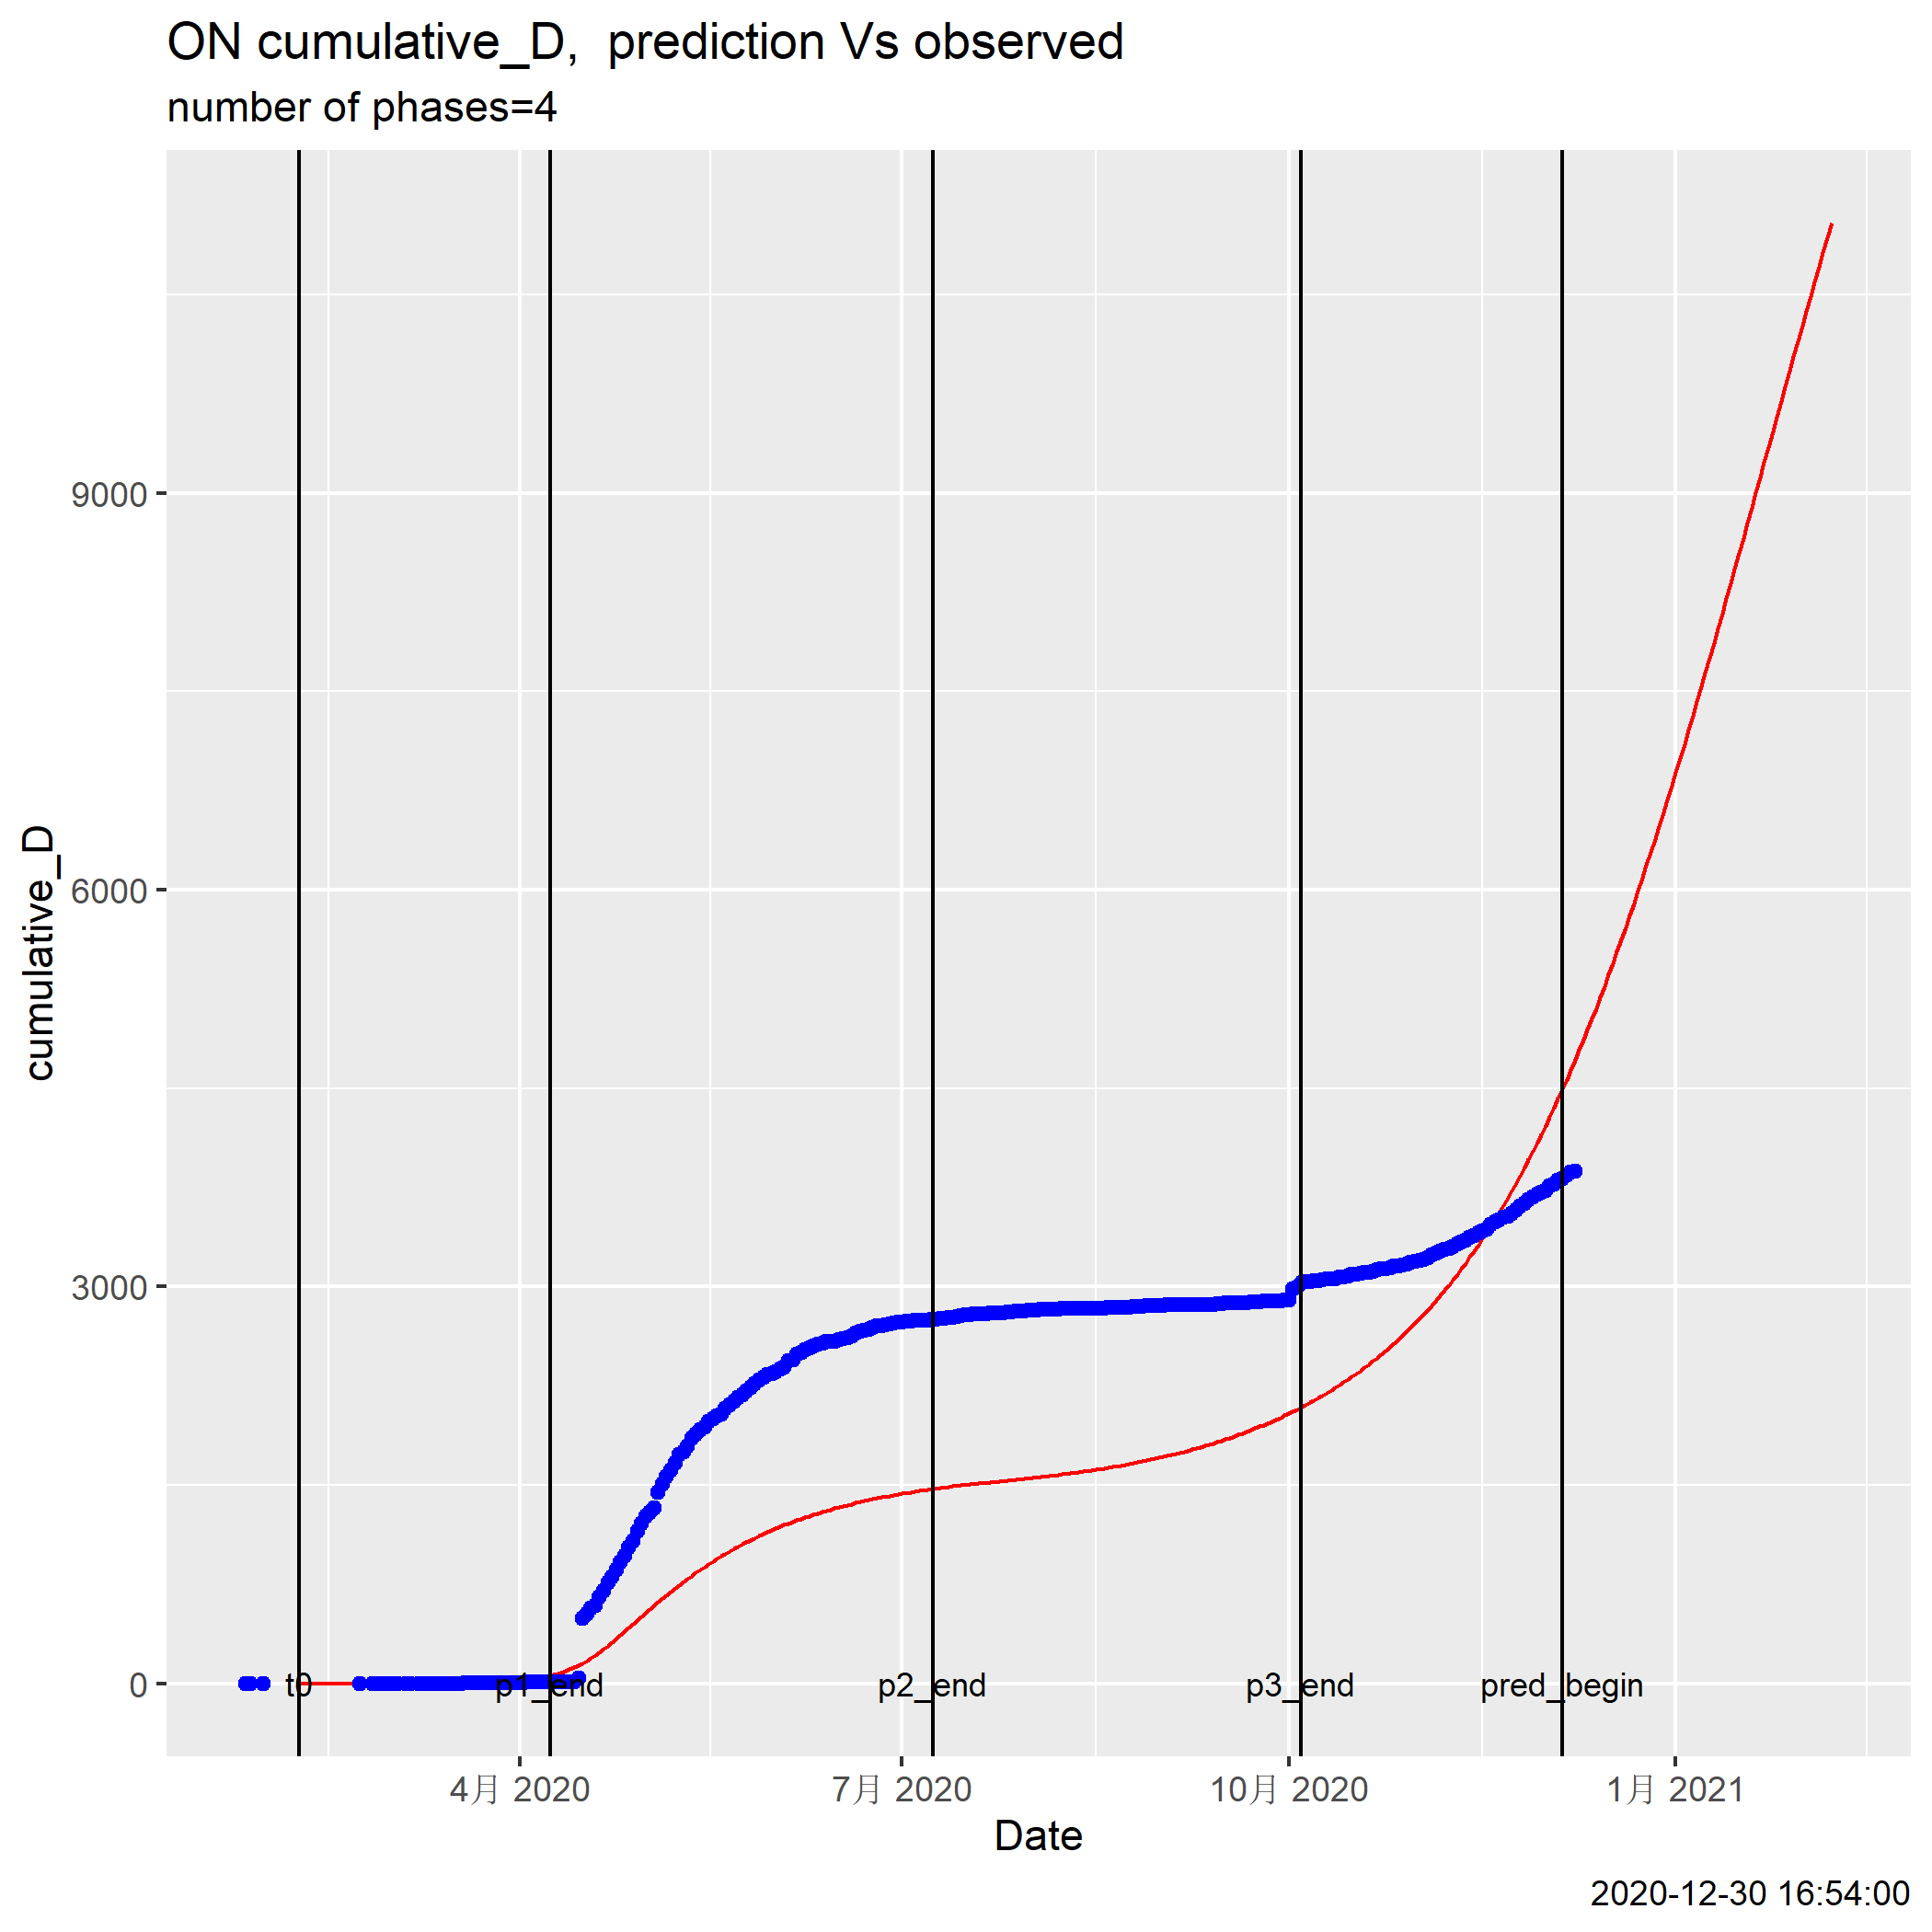 ON cumulative_D,  prediction Vs observed
number of phases=4
cumulative_D
9000
6000
3000
0
t0
p1_end
p2_end
p3_end
pred_begin
4月 2020
7月 2020
10月 2020
1月 2021
Date
2020-12-30 16:54:00